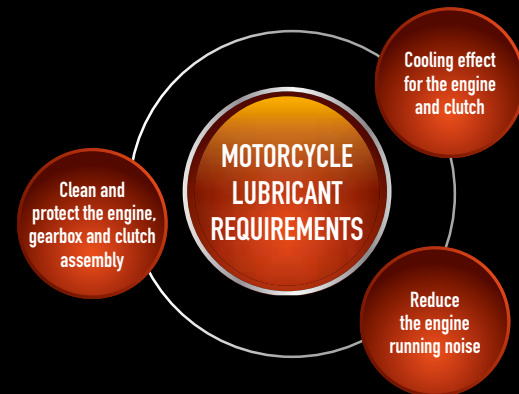 MOTORCYCLE
LUBRICANT
REQUIREMENTS
Cooling effect
for the engine
and clutch
Clean and
protect the engine,
gearbox and clutch
assembly
Reduce
the engine
running noise